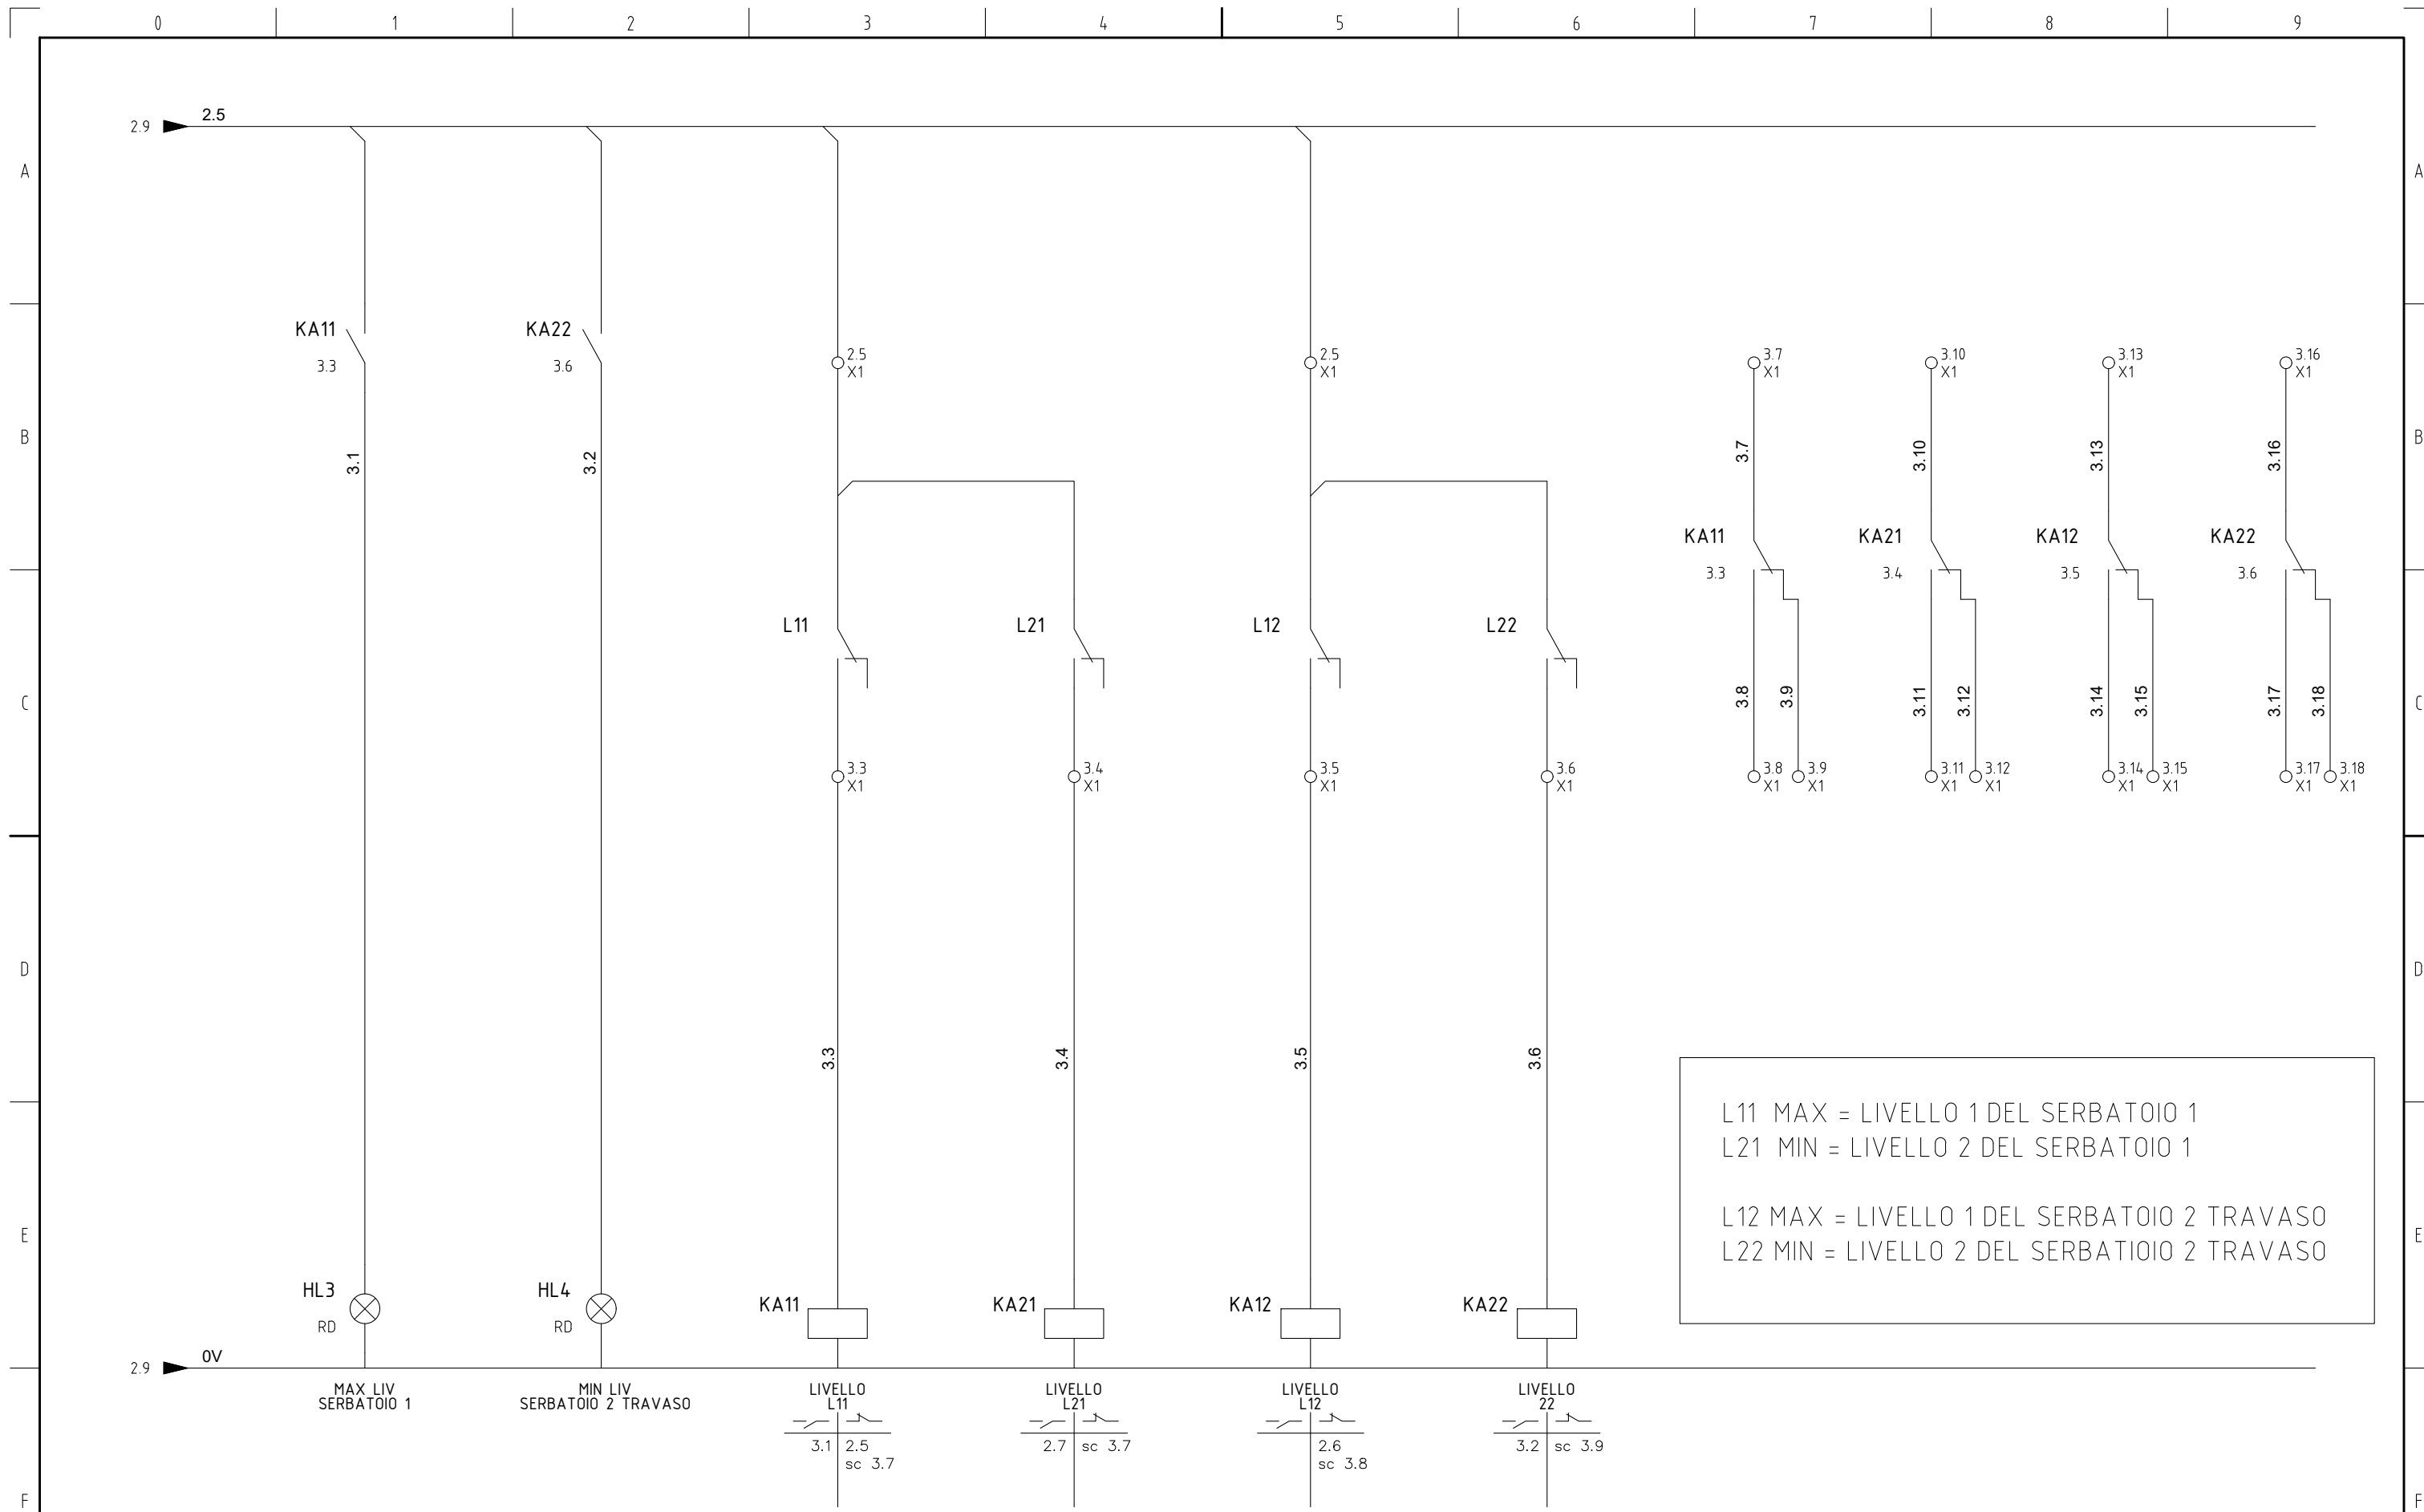 0 1 2 3 4 5 6 7 8 9
2.9 2.5
A A
KA11
3.3
KA22
3.6
2.5
X1
2.5
X1
3.7
X1
3.10
X1
3.13
X1
3.16
X1
B B
3.1
3.2
3.7
3.10
3.13
3.16
KA11
3.3
KA21
3.4
KA12
3.5
KA22
3.6
L11
L21
L12
L22
C C
3.8
3.9
3.11
3.12
3.14
3.15
3.17
3.18
3.3
X1
3.4
X1
3.5
X1
3.6
X1
3.8
X1
3.9
X1
3.11
X1
3.12
X1
3.14
X1
3.15
X1
3.17
X1
3.18
X1
D D
3.3
3.4
3.5
3.6
L11 MAX = LIVELLO 1 DEL SERBATOIO 1
L21 MIN = LIVELLO 2 DEL SERBATOIO 1
L12 MAX = LIVELLO 1 DEL SERBATOIO 2 TRAVASO
L22 MIN = LIVELLO 2 DEL SERBATIOIO 2 TRAVASO
E E
HL3
RD
HL4
RD
KA11
KA21
KA12
KA22
2.9 0V
MAX LIV
SERBATOIO 1
MIN LIV
SERBATOIO 2 TRAVASO
LIVELLO
L11
3.1 2.5
sc 3.7
LIVELLO
L21
2.7 sc 3.7
LIVELLO
L12
2.6
sc 3.8
LIVELLO
22
3.2 sc 3.9
F F